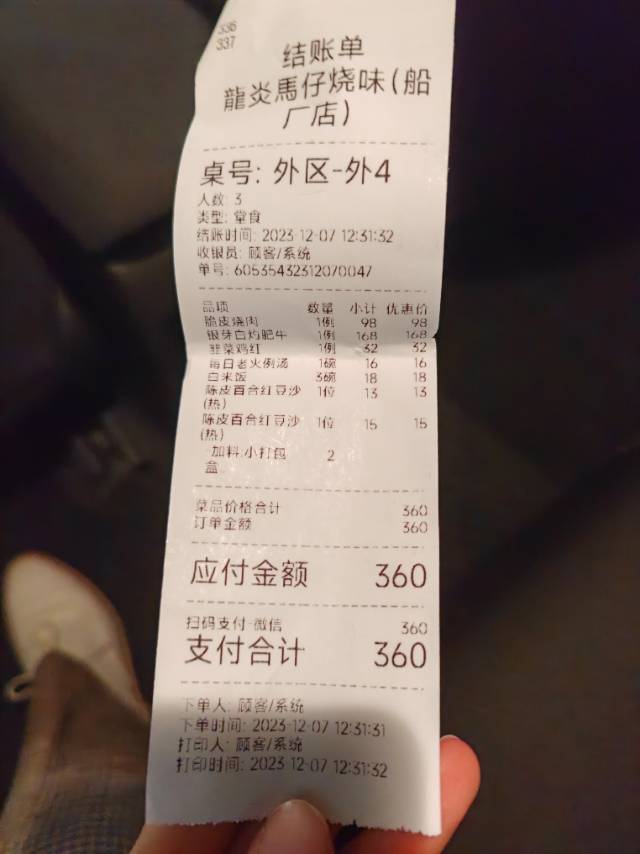 336
337
结账单
龍炎馬仔烧味(船
厂店)
桌号: 外区-外4
人数: 3
类型: 堂食
结账时间: 2023-12-07 12:31:32
收银员: 顾客/系统
单号: 60535432312070047
品项 数量 小计 优惠价
脆皮烧肉 1例 98 98
银芽白灼肥牛 1例 168 168
韭菜鸡红 1例 32 32
每日老火例汤 1碗 16 16
白米饭 3碗 18 18
陈皮百合红豆沙 1位 13 13
(热)
陈皮百合红豆沙 1位 15 15
(热)
加料:小打包 2
盒
菜品价格合计 360
订单金额 360
应付金额 360
扫码支付-微信 360
支付合计 360
下单人: 顾客/系统
下单时间: 2023-12-07 12:31:31
打印人: 顾客/系统
打印时间: 2023-12-07 12:31:32